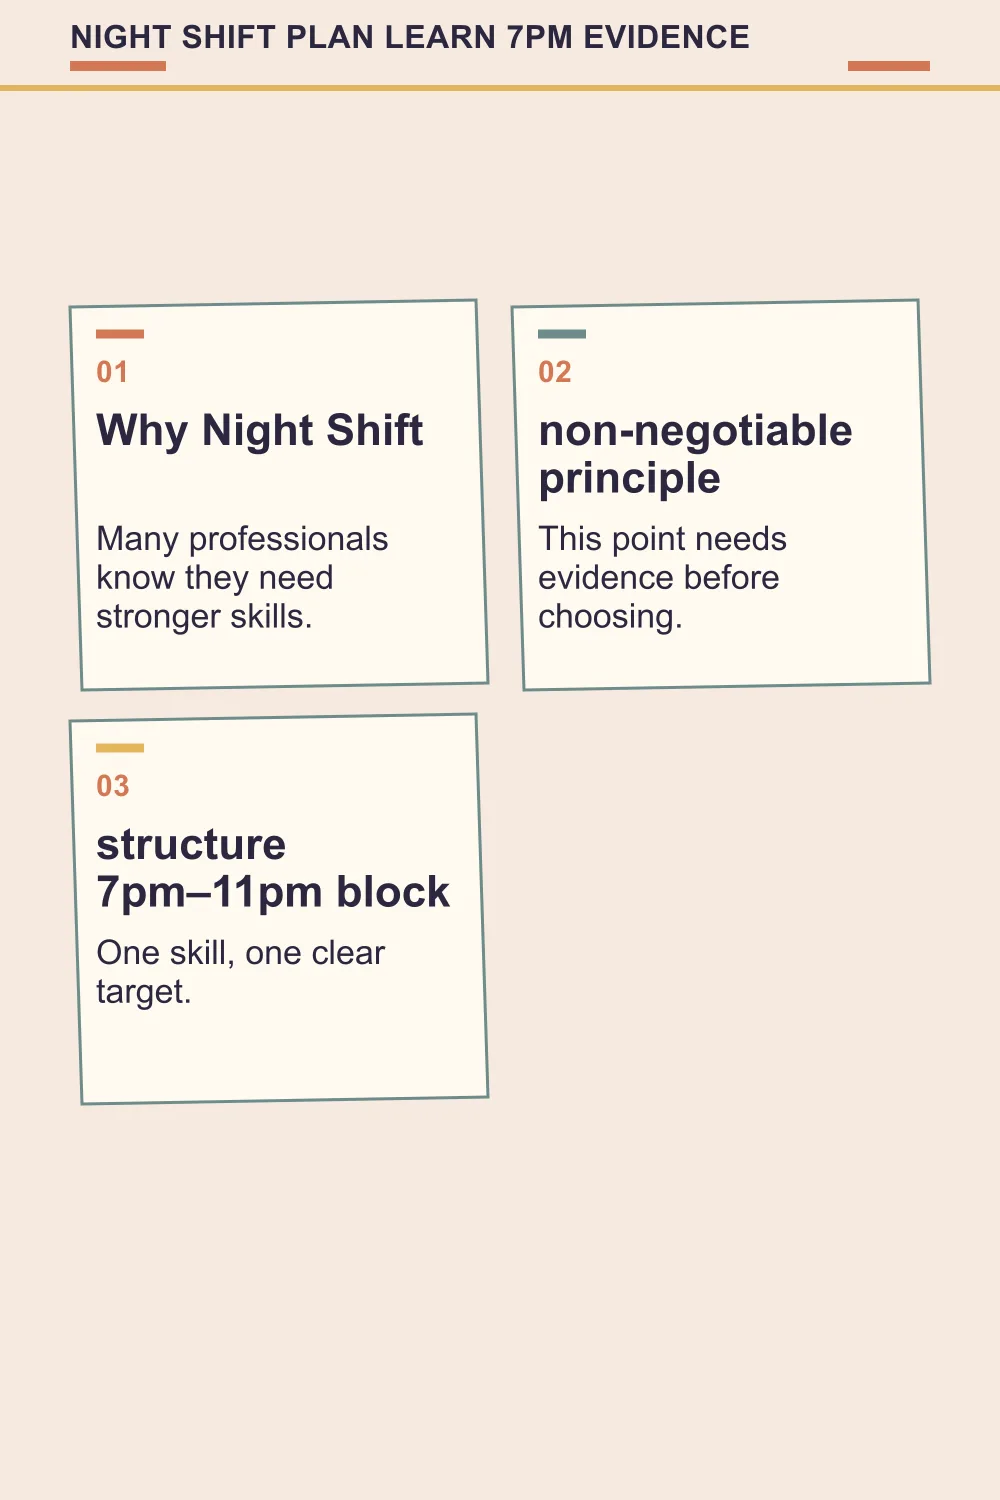 NIGHT SHIFT PLAN LEARN 7PM EVIDENCE
01
Why Night Shift
Many professionals
know they need
stronger skills.
02
non-negotiable
principle
This point needs
evidence before
choosing.
03
structure
7pm–11pm block
One skill, one clear
target.